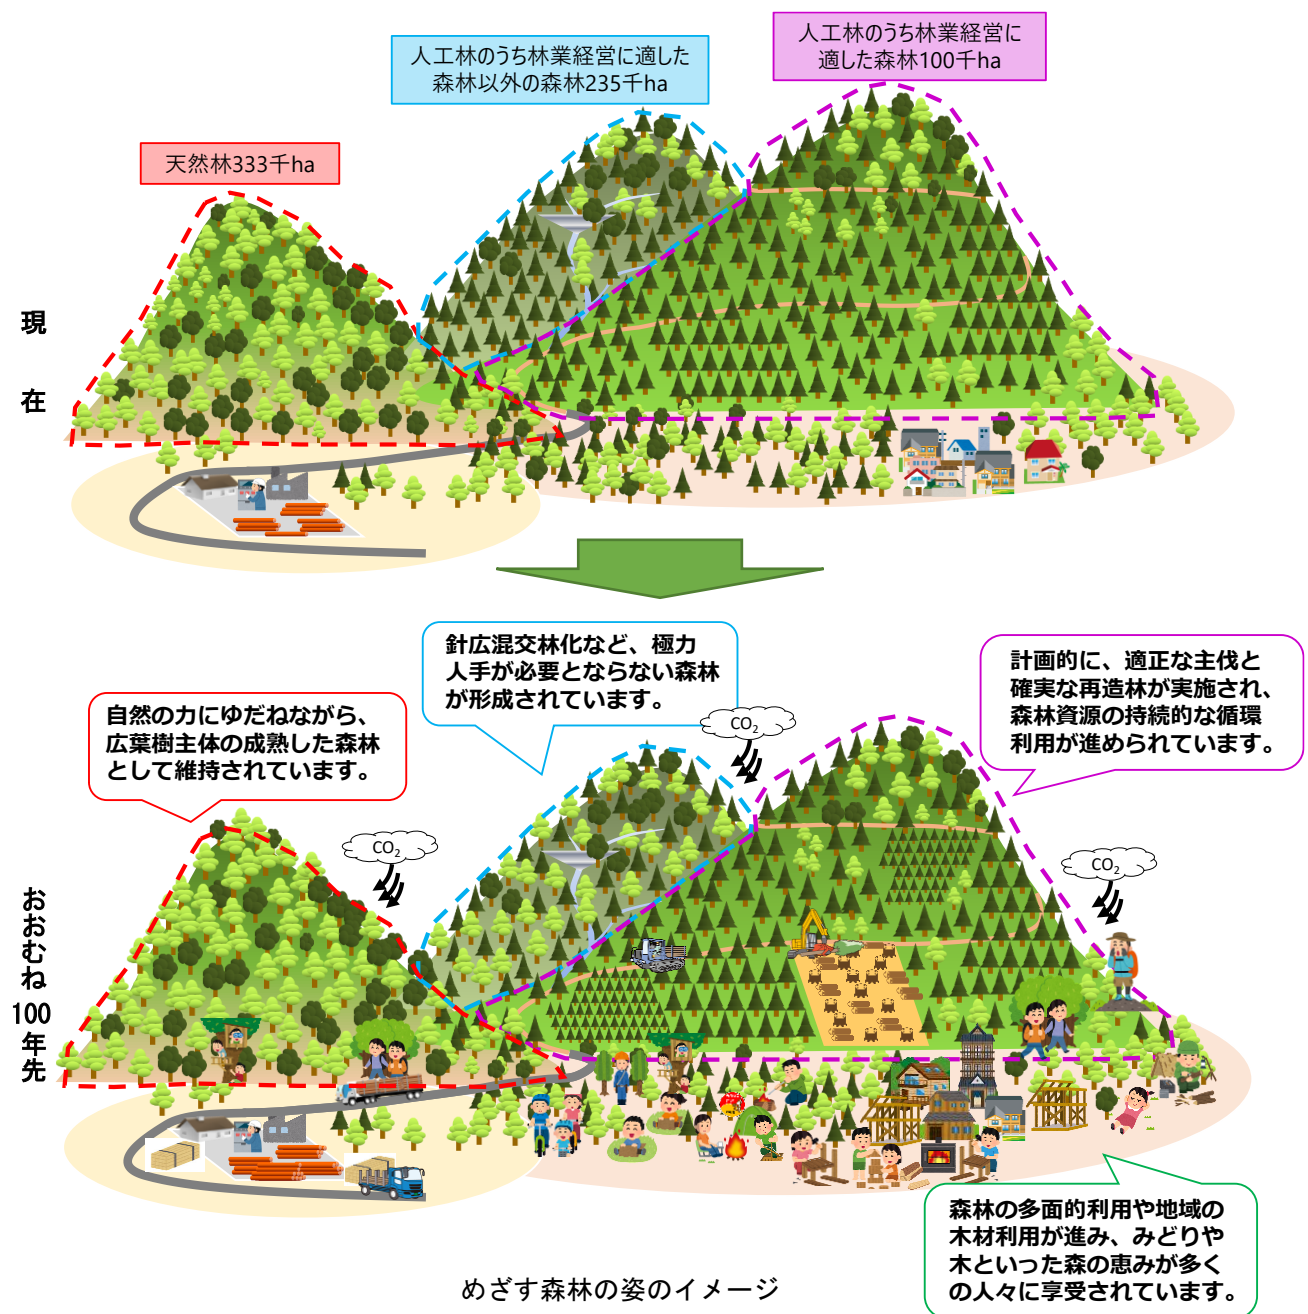 人工林のうち林業経営に
適した森林100千ha
人工林のうち林業経営に適した
森林以外の森林235千ha
天然林333千ha
現
在
針広混交林化など、極力
人手が必要とならない森林
が形成されています。
計画的に、適正な主伐と
確実な再造林が実施され、
森林資源の持続的な循環
利用が進められています。
自然の力にゆだねながら、
広葉樹主体の成熟した森林
として維持されています。
CO2
CO2
CO2
おおむね100年先
森林の多面的利用や地域の
木材利用が進み、みどりや
木といった森の恵みが多く
の人々に享受されています。
めざす森林の姿のイメージ